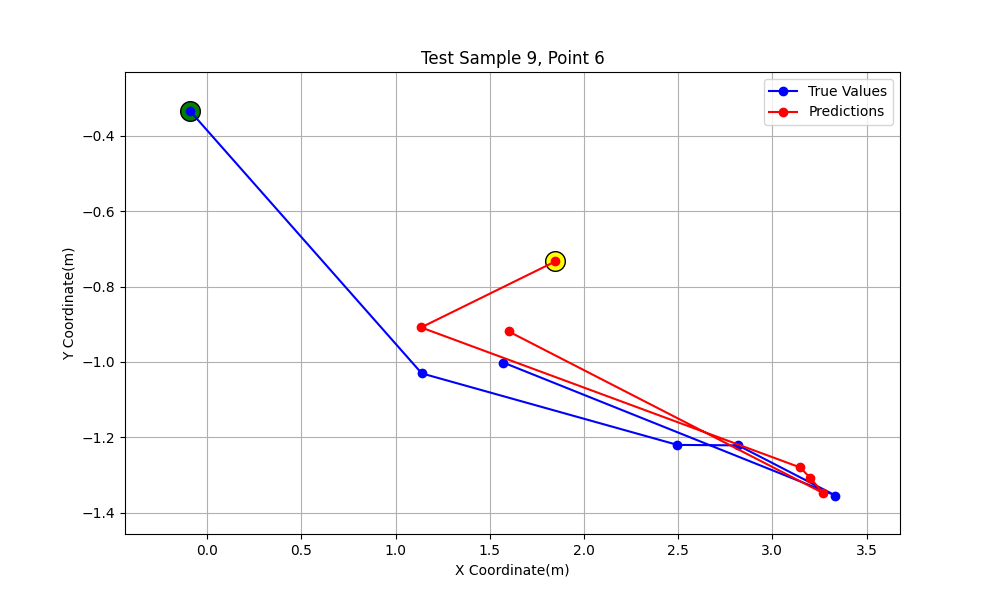 Test Sample 9, Point 6
True Values
Predictions
−0.4
−0.6
−0.8
−1.0
−1.2
−1.4
Y Coordinate(m)
0.0 0.5 1.0 1.5 2.0 2.5 3.0 3.5
X Coordinate(m)